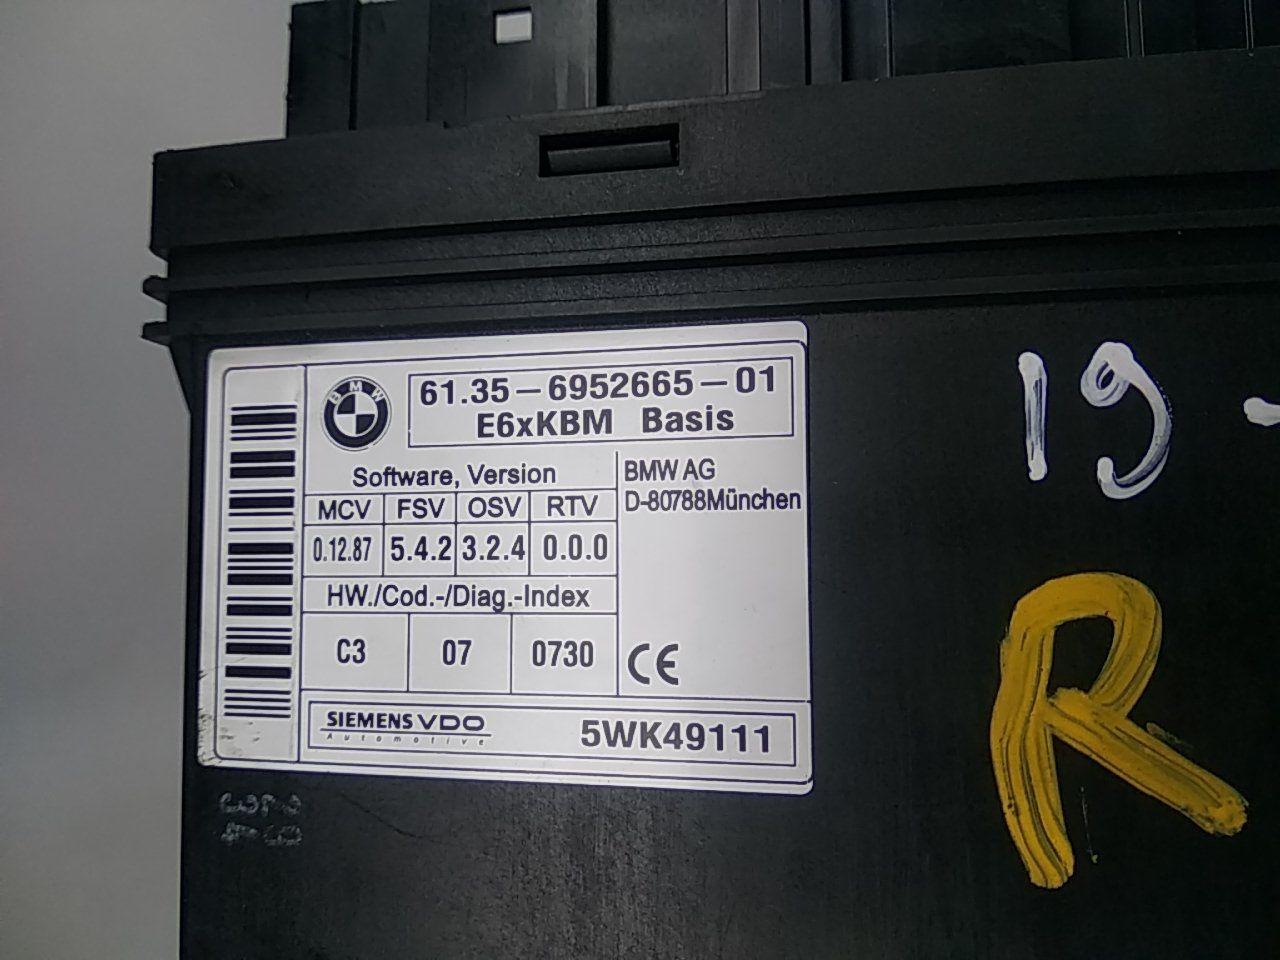 BMW
61.35-6952665-01
E6xKBM Basis
Software, Version
MCV FSV OSV RTV
0.12.87 5.4.2 3.2.4 0.0.0
HW./Cod.-/Diag.-Index
C3 07 0730
BMW AG
D-80788München
CE
SIEMENS VDO
Automotive
5WK49111
19 -
R